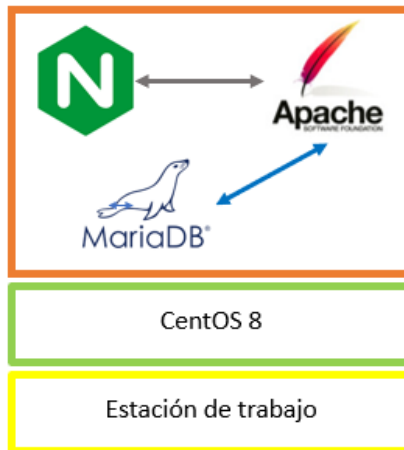 N
Apache
SOFTWARE FOUNDATION
MariaDB®
CentOS 8
Estación de trabajo